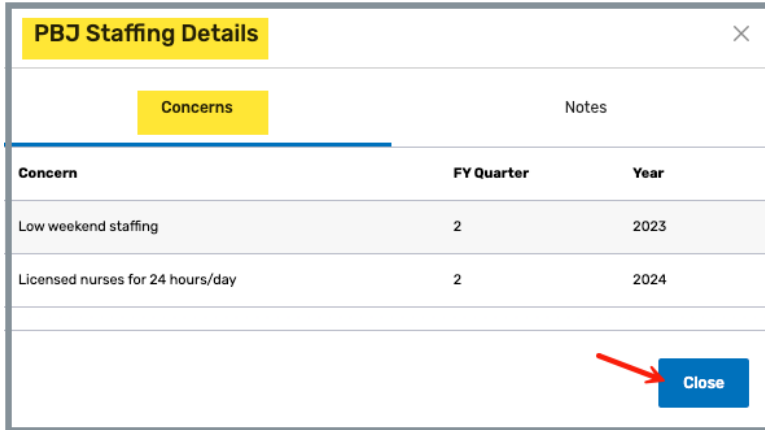 PBJ Staffing Details
Concerns Notes
Concern FY Quarter Year
Low weekend staffing 2 2023
Licensed nurses for 24 hours/day 2 2024
Close